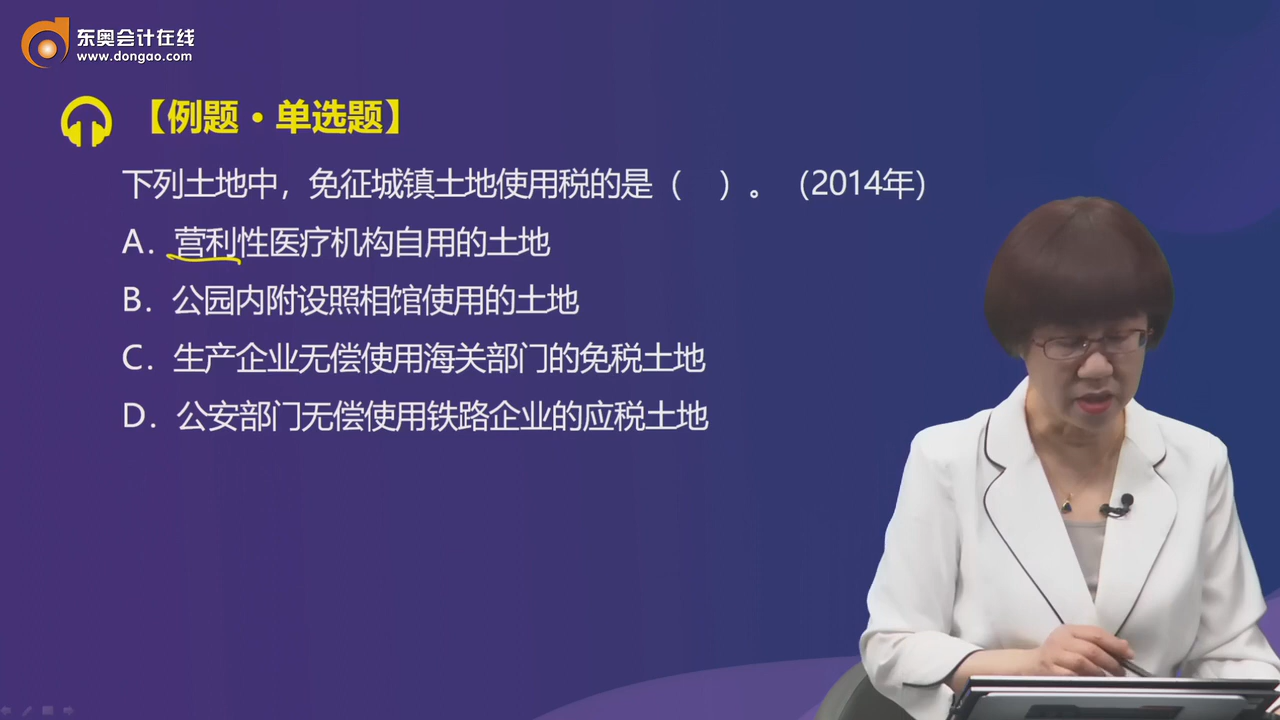 东奥会计在线
www.dongao.com
【例题·单选题】
下列土地中，免征城镇土地使用税的是（ ）。（2014年）
A．营利性医疗机构自用的土地
B．公园内附设照相馆使用的土地
C．生产企业无偿使用海关部门的免税土地
D．公安部门无偿使用铁路企业的应税土地